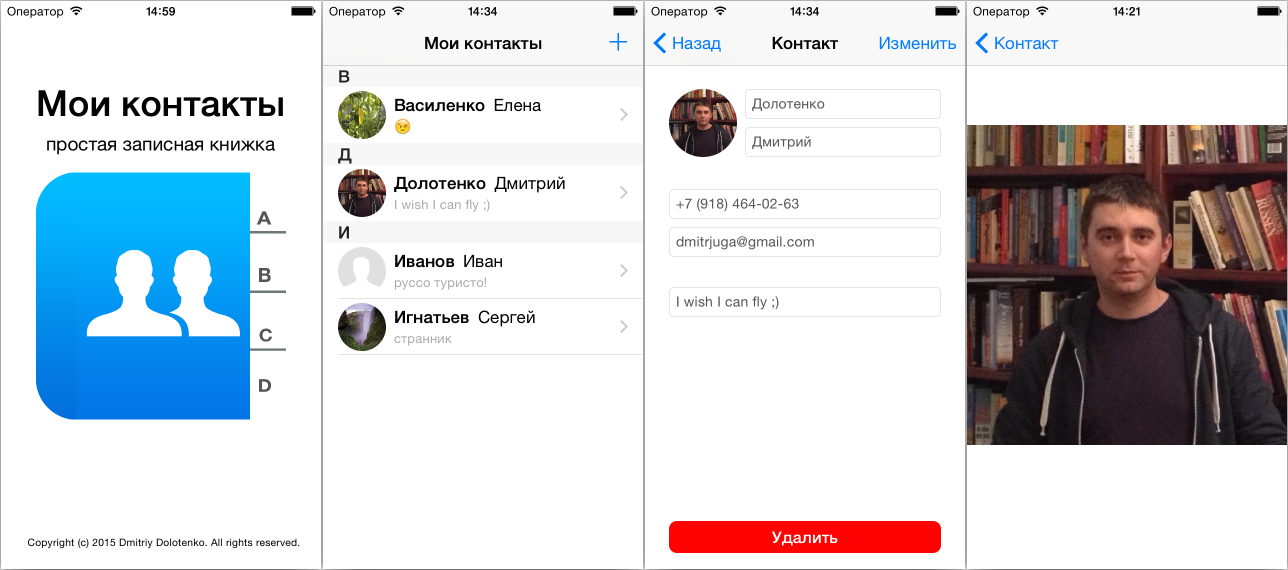 Оператор 14:59
Мои контакты
простая записная книжка
A
B
C
D
Copyright (c) 2015 Dmitriy Dolotenko. All rights reserved.
Оператор 14:34
Мои контакты
В
Василенко Елена
Д
Долотенко Дмитрий
I wish I can fly ;)
И
Иванов Иван
руссо туристо!
Игнатьев Сергей
странник
Оператор 14:34
Назад Контакт Изменить
Долотенко
Дмитрий
+7 (918) 464-02-63
dmitrjuga@gmail.com
I wish I can fly ;)
Удалить
Оператор 14:21
Контакт